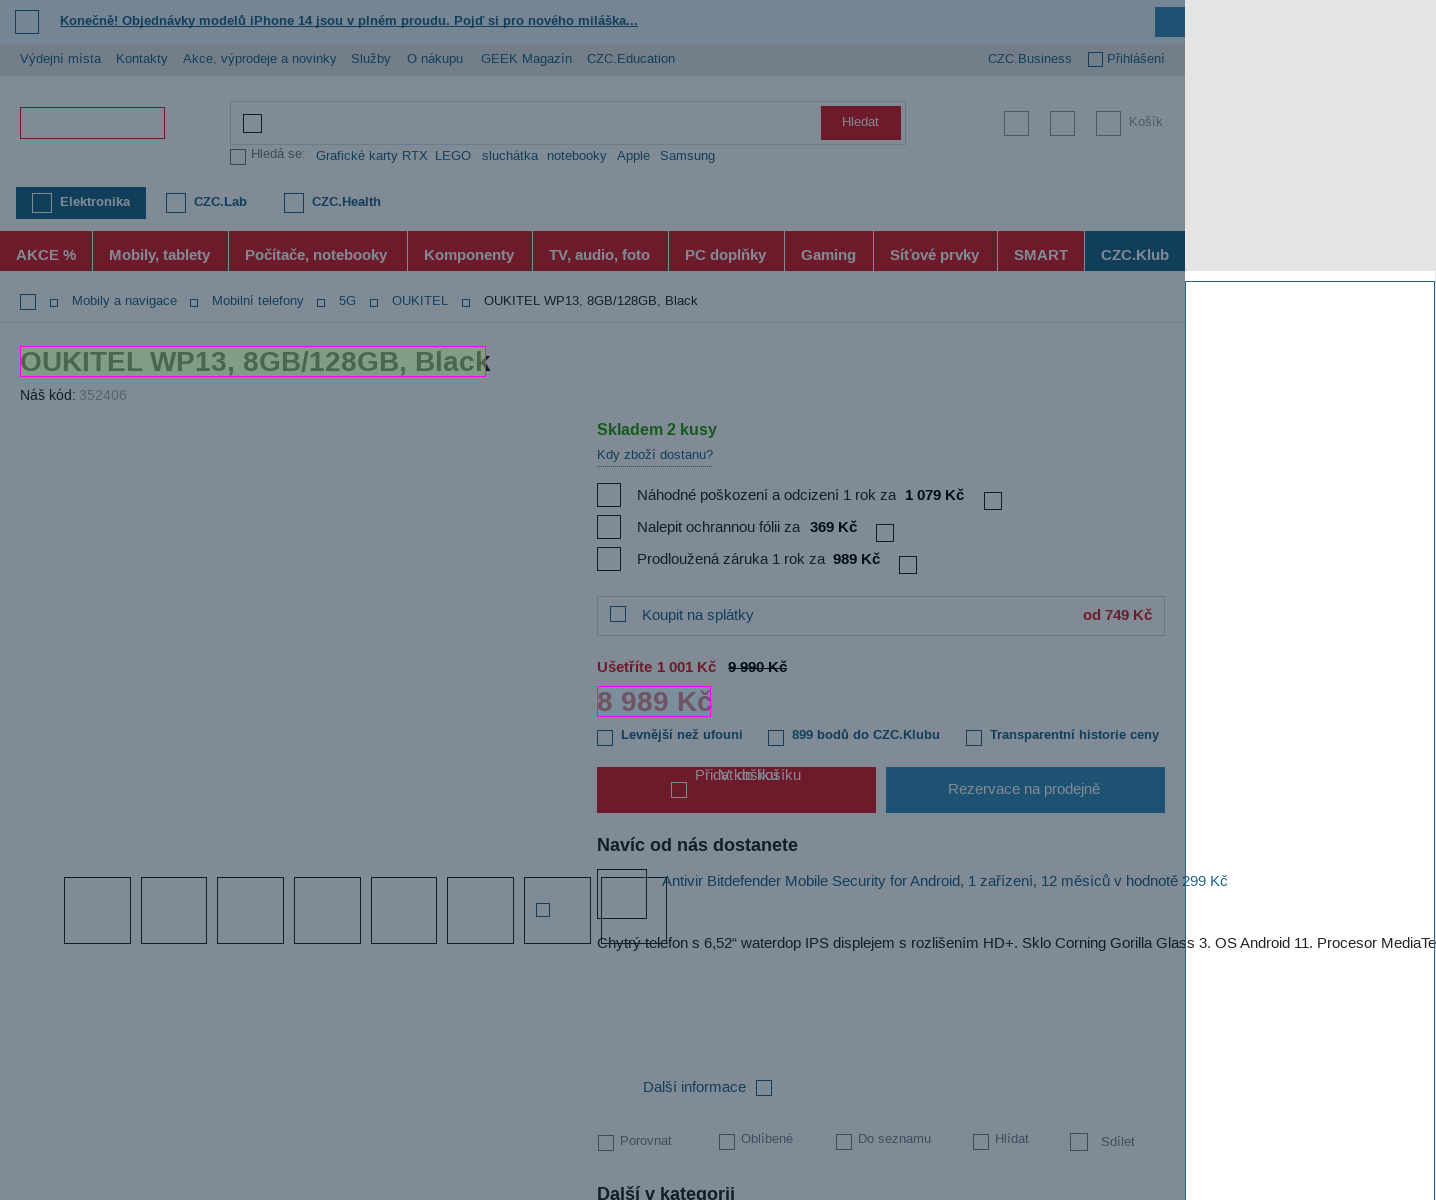 Konečně! Objednávky modelů iPhone 14 jsou v plném proudu. Pojď si pro nového miláška...
Výdejní místa Kontakty Akce, výprodeje a novinky Služby O nákupu GEEK Magazín CZC.Education CZC.Business Přihlášení
Hledat Košík
Hledá se: Grafické karty RTX LEGO sluchátka notebooky Apple Samsung
Elektronika CZC.Lab CZC.Health
AKCE % Mobily, tablety Počítače, notebooky Komponenty TV, audio, foto PC doplňky Gaming Síťové prvky SMART CZC.Klub
Mobily a navigace Mobilní telefony 5G OUKITEL OUKITEL WP13, 8GB/128GB, Black
OUKITEL WP13, 8GB/128GB, Black
Náš kód: 352406
Skladem 2 kusy
Kdy zboží dostanu?
Náhodné poškození a odcizení 1 rok za 1 079 Kč
Nalepit ochrannou fólii za 369 Kč
Prodloužená záruka 1 rok za 989 Kč
Koupit na splátky od 749 Kč
Ušetříte 1 001 Kč 9 990 Kč
8 989 Kč
Levnější než ufouni 899 bodů do CZC.Klubu Transparentní historie ceny
Přidat do košíku V košíku
Rezervace na prodejně
Navíc od nás dostanete
Antivir Bitdefender Mobile Security for Android, 1 zařízení, 12 měsíců v hodnotě 299 Kč
Chytrý telefon s 6,52“ waterdop IPS displejem s rozlišením HD+. Sklo Corning Gorilla Glass 3. OS Android 11. Procesor MediaTe
Další informace
Porovnat Oblíbené Do seznamu Hlídat Sdílet
Další v kategorii